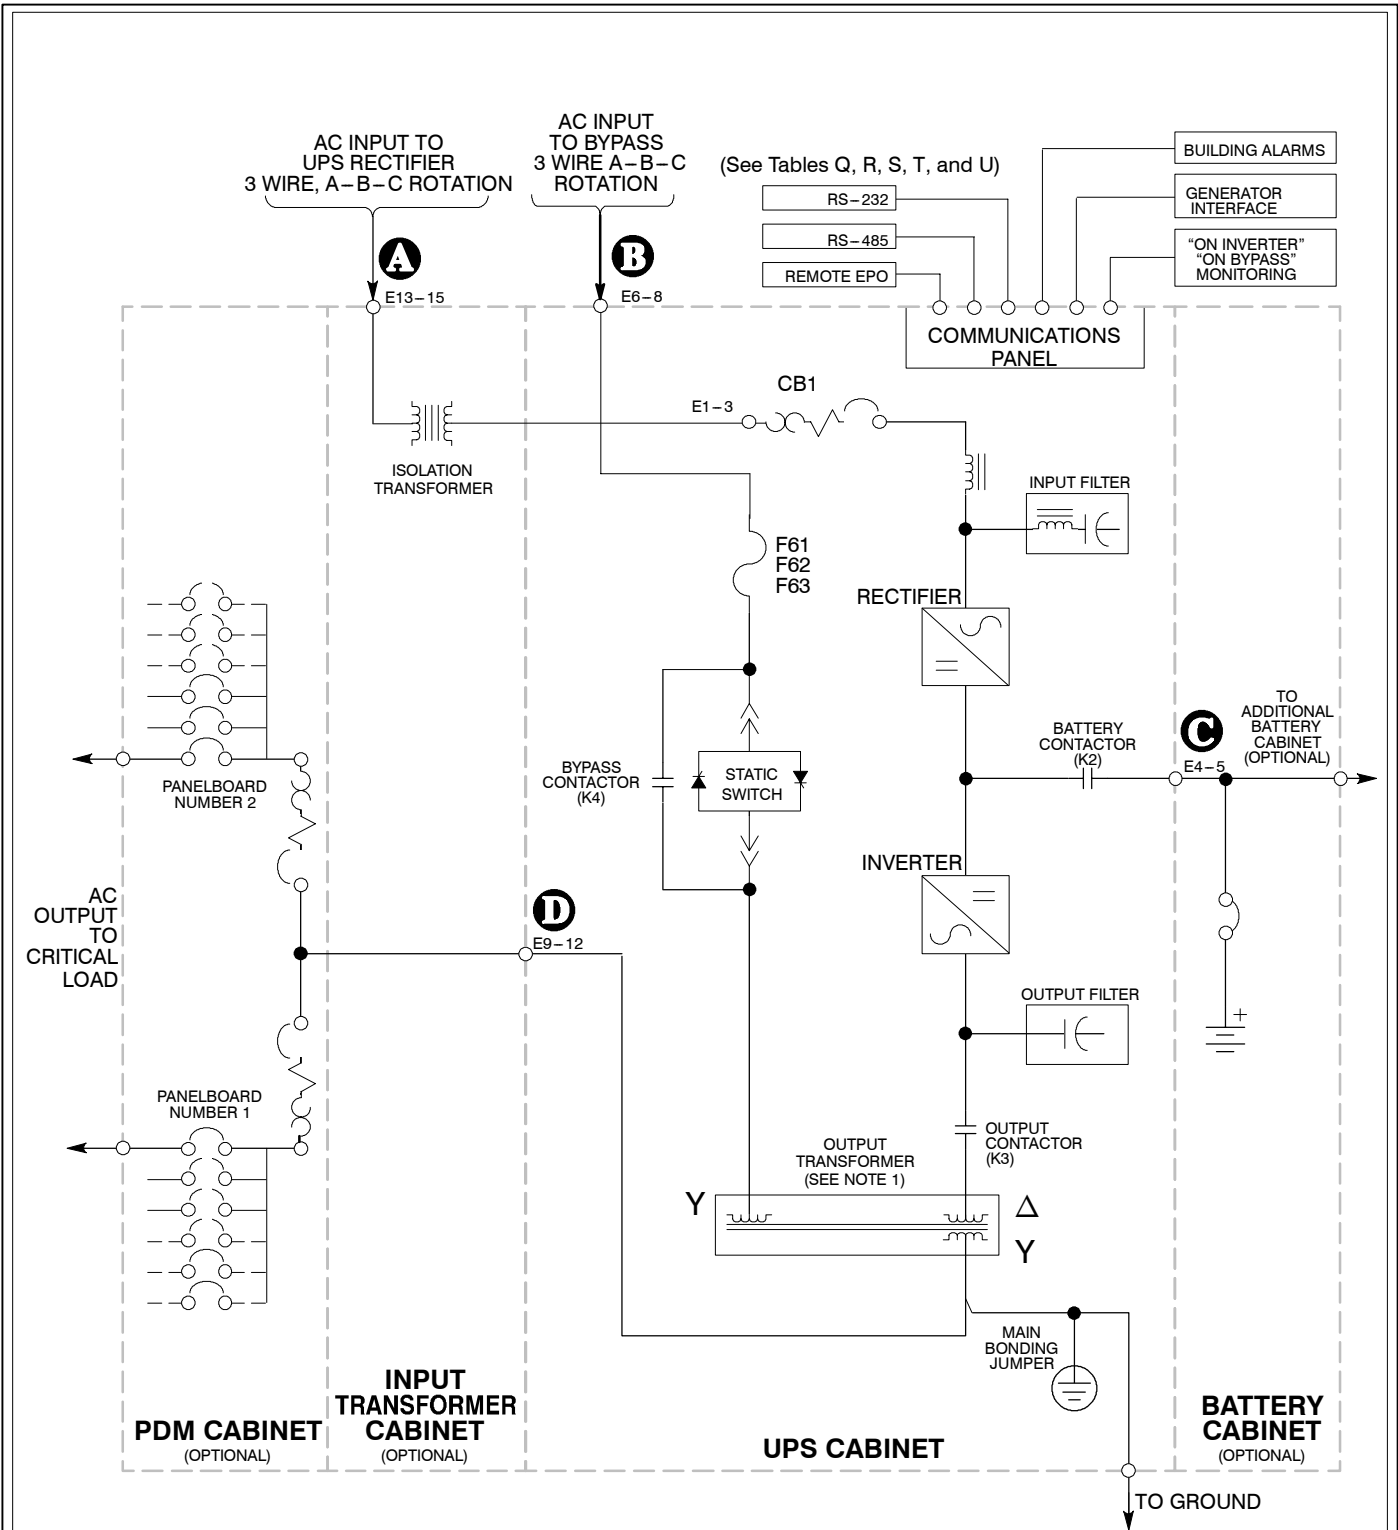 AC INPUT TO
UPS RECTIFIER
3 WIRE, A-B-C ROTATION
AC INPUT
TO BYPASS
3 WIRE A-B-C
ROTATION
(See Tables Q, R, S, T, and U)
RS-232
RS-485
REMOTE EPO
BUILDING ALARMS
GENERATOR
INTERFACE
“ON INVERTER”
“ON BYPASS”
MONITORING
A
B
E13-15
E6-8
COMMUNICATIONS
PANEL
CB1
E1-3
ISOLATION
TRANSFORMER
INPUT FILTER
F61
F62
F63
RECTIFIER
PANELBOARD
NUMBER 2
BYPASS
CONTACTOR
(K4)
STATIC
SWITCH
BATTERY
CONTACTOR
(K2)
C
E4-5
TO
ADDITIONAL
BATTERY
CABINET
(OPTIONAL)
INVERTER
AC
OUTPUT
TO
CRITICAL
LOAD
D
E9-12
OUTPUT FILTER
+
PANELBOARD
NUMBER 1
OUTPUT
TRANSFORMER
(SEE NOTE 1)
OUTPUT
CONTACTOR
(K3)
Y
Δ
Y
MAIN
BONDING
JUMPER
PDM CABINET
(OPTIONAL)
INPUT
TRANSFORMER
CABINET
(OPTIONAL)
UPS CABINET
BATTERY
CABINET
(OPTIONAL)
TO GROUND